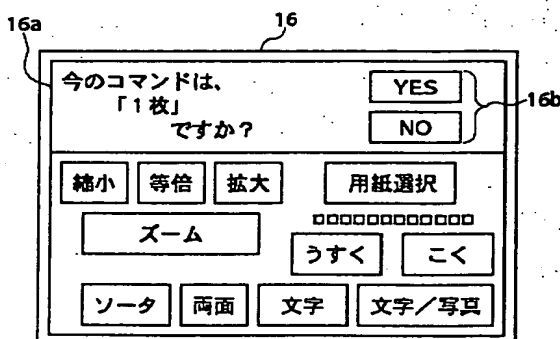 16
16a
今のコマンドは、
「1枚」
ですか？
YES
NO
16b
縮小 等倍 拡大 用紙選択
ズーム
うすく こく
ソータ 両面 文字 文字／写真